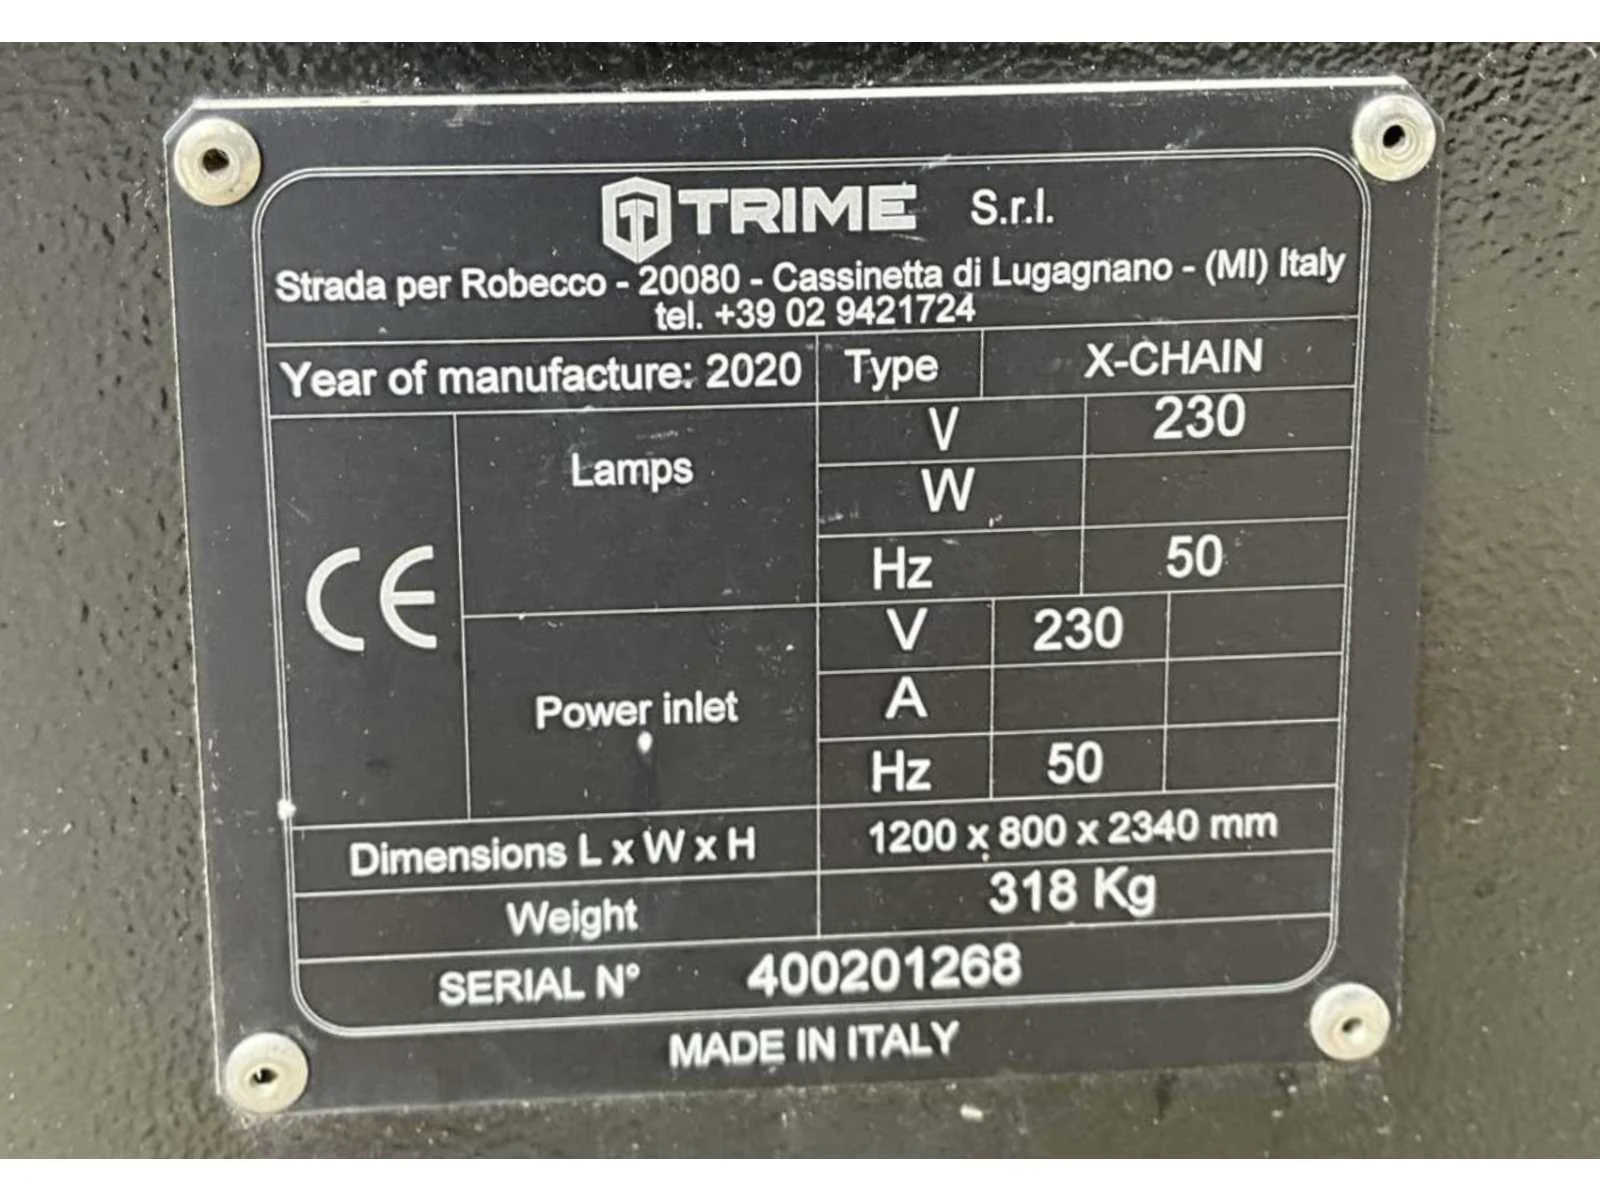 TRIME S.r.l.
Strada per Robecco - 20080 - Cassinetta di Lugagnano - (MI) Italy
tel. +39 02 9421724
Year of manufacture: 2020 Type X-CHAIN
CE
Lamps
V 230
W
Hz 50
Power inlet
V 230
A
Hz 50
Dimensions L x W x H 1200 x 800 x 2340 mm
Weight 318 Kg
SERIAL N° 400201268
MADE IN ITALY